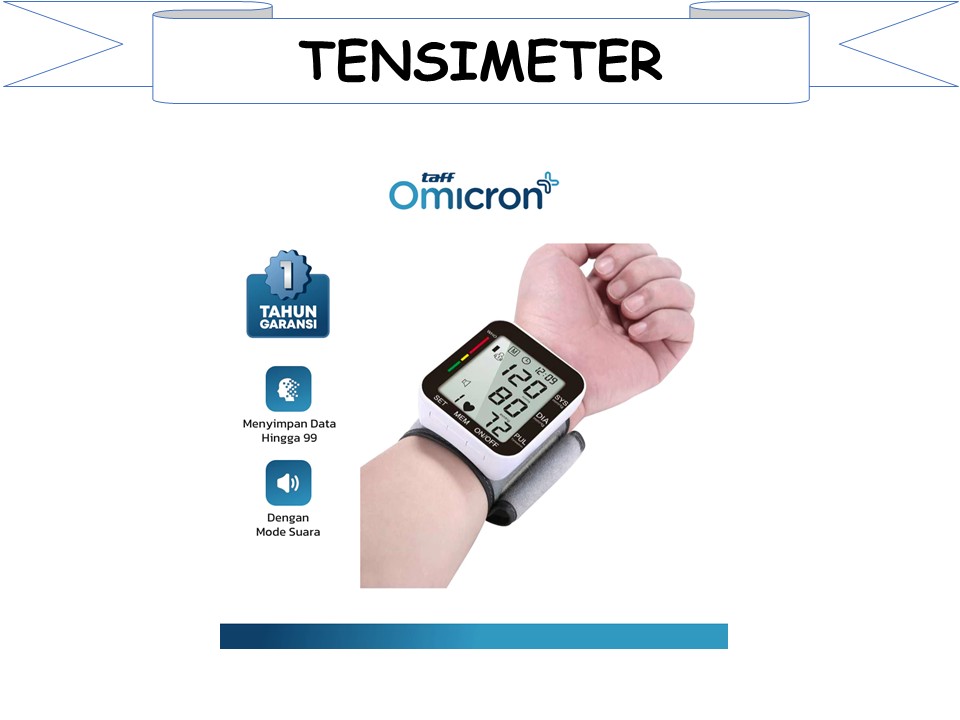 TENSIMETER
taff
Omicron
1
TAHUN
GARANSI
Menyimpan Data
Hingga 99
Dengan
Mode Suara
M 12:09
120
SYS
80
DIA
72
PUL
SET
MEM
ON/OFF